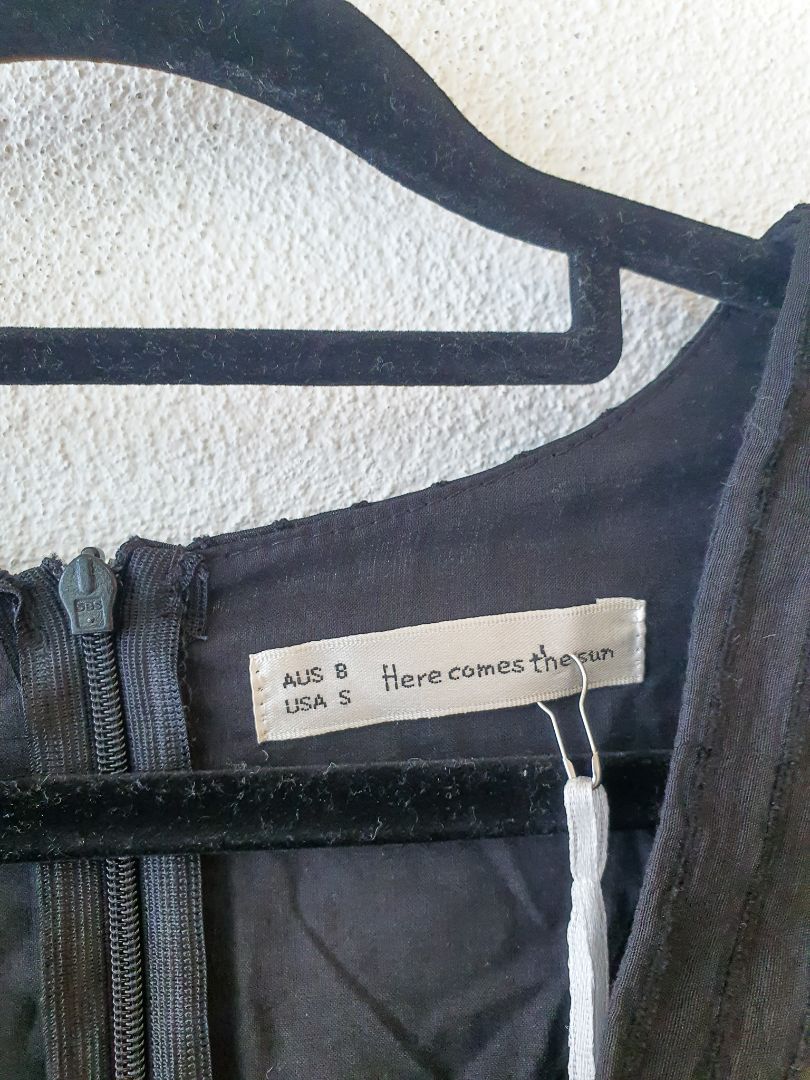 SBS
AUS 8
USA S
Here comes the sun